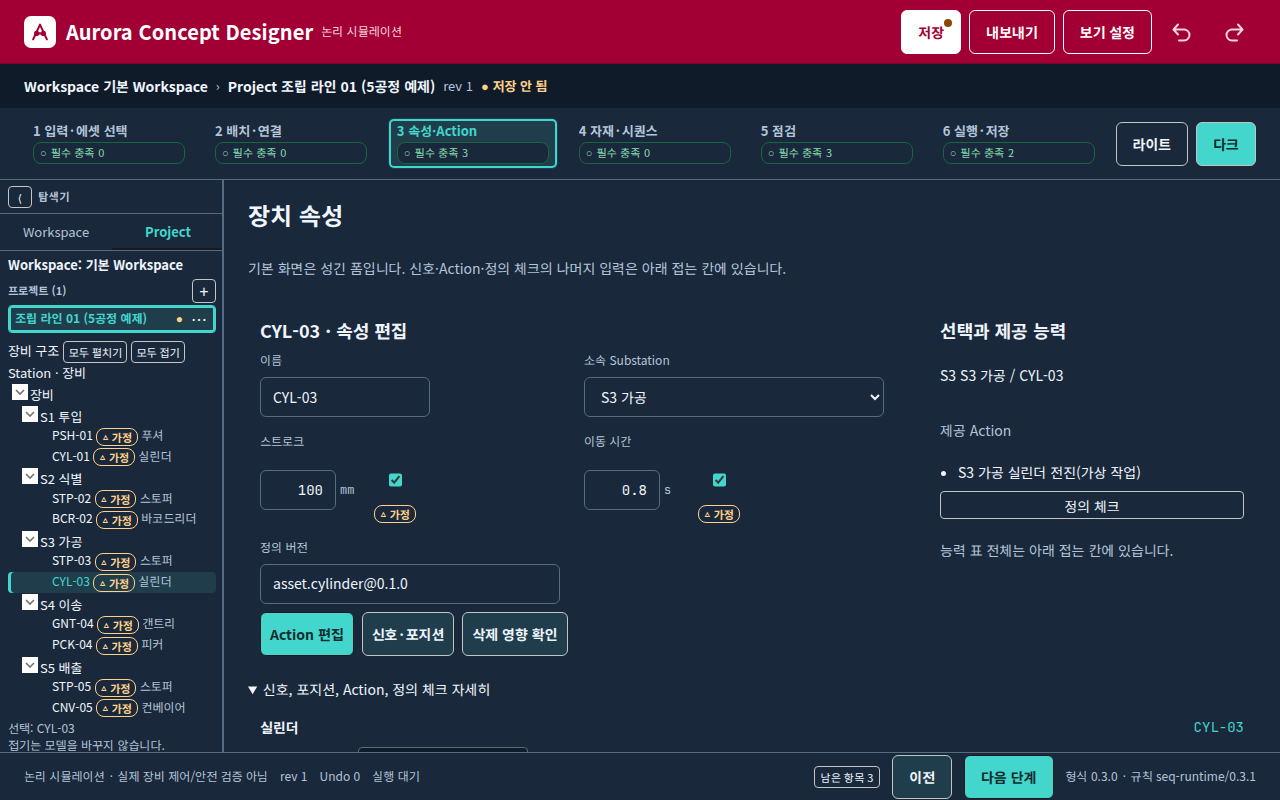 Aurora Concept Designer 논리 시뮬레이션
저장 내보내기 보기 설정
Workspace 기본 Workspace › Project 조립 라인 01 (5공정 예제) rev 1 ● 저장 안 됨
1 입력·에셋 선택
○ 필수 충족 0
2 배치·연결
○ 필수 충족 0
3 속성·Action
○ 필수 충족 3
4 자재·시퀀스
○ 필수 충족 0
5 점검
○ 필수 충족 3
6 실행·저장
○ 필수 충족 2
라이트 다크
⟨ 탐색기
Workspace Project
Workspace: 기본 Workspace
프로젝트 (1) +
조립 라인 01 (5공정 예제) ● ···
장비 구조 모두 펼치기 모두 접기
Station · 장비
장비
S1 투입
PSH-01 ▵ 가정 푸셔
CYL-01 ▵ 가정 실린더
S2 식별
STP-02 ▵ 가정 스토퍼
BCR-02 ▵ 가정 바코드리더
S3 가공
STP-03 ▵ 가정 스토퍼
CYL-03 ▵ 가정 실린더
S4 이송
GNT-04 ▵ 가정 갠트리
PCK-04 ▵ 가정 피커
S5 배출
STP-05 ▵ 가정 스토퍼
CNV-05 ▵ 가정 컨베이어
선택: CYL-03
접기는 모델을 바꾸지 않습니다.
장치 속성
기본 화면은 성긴 폼입니다. 신호·Action·정의 체크의 나머지 입력은 아래 접는 칸에 있습니다.
CYL-03 · 속성 편집
이름
CYL-03
소속 Substation
S3 가공
스트로크
100 mm
▵ 가정
이동 시간
0.8 s
▵ 가정
정의 버전
asset.cylinder@0.1.0
Action 편집 신호·포지션 삭제 영향 확인
선택과 제공 능력
S3 S3 가공 / CYL-03
제공 Action
• S3 가공 실린더 전진(가상 작업)
정의 체크
능력 표 전체는 아래 접는 칸에 있습니다.
▼ 신호, 포지션, Action, 정의 체크 자세히
실린더 CYL-03
논리 시뮬레이션 · 실제 장비 제어/안전 검증 아님 rev 1 Undo 0 실행 대기
남은 항목 3 이전 다음 단계 형식 0.3.0 · 규칙 seq-runtime/0.3.1